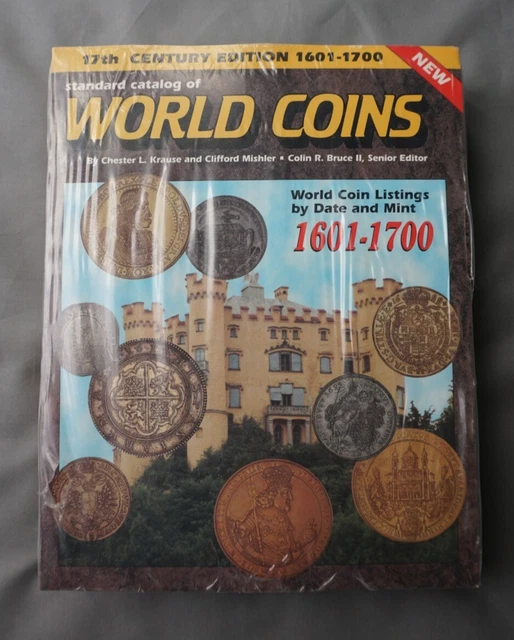 17th CENTURY EDITION 1601-1700
NEW
standard catalog of
WORLD COINS
By Chester L. Krause and Clifford Mishler • Colin R. Bruce II, Senior Editor
World Coin Listings
by Date and Mint
1601-1700